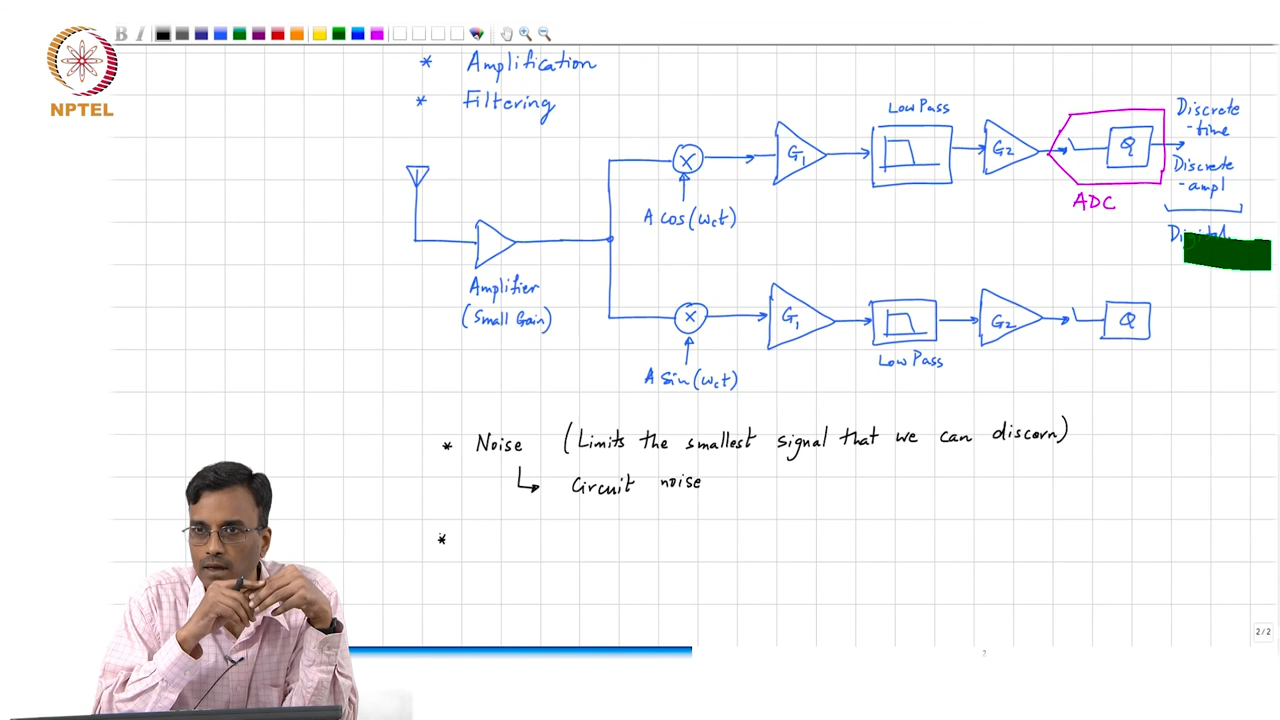 B I
NPTEL
* Amplification
* Filtering
Low Pass
G1
G2
Q
Discrete
-time
Discrete
-ampl
ADC
A cos(ωct)
Amplifier
(Small Gain)
G1
G2
Q
Low Pass
A sin(ωct)
* Noise (Limits the smallest signal that we can discern)
Circuit noise
*
2/2
2